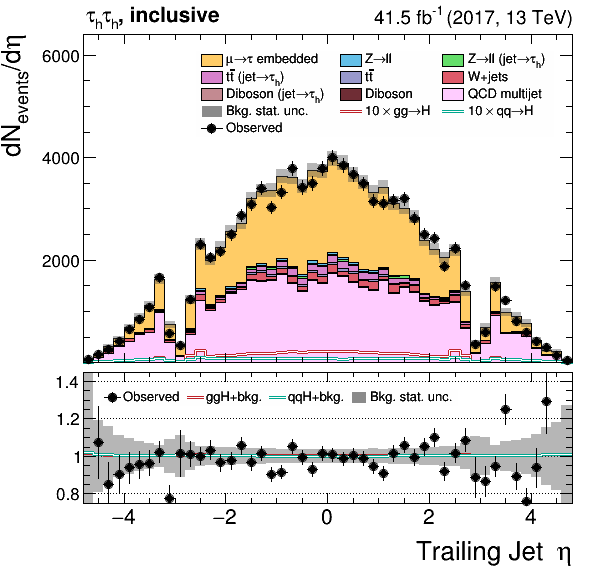 τhτh, inclusive 41.5 fb-1 (2017, 13 TeV)
dNevents/dη
6000
4000
2000
μ→τ embedded Z→ll Z→ll (jet→τh)
tt̄ (jet→τh) tt̄ W+jets
Diboson (jet→τh) Diboson QCD multijet
Bkg. stat. unc. 10 × gg→H 10 × qq→H
Observed
1.4
1.2
1
0.8
Observed ggH+bkg. qqH+bkg. Bkg. stat. unc.
−4 −2 0 2 4
Trailing Jet η